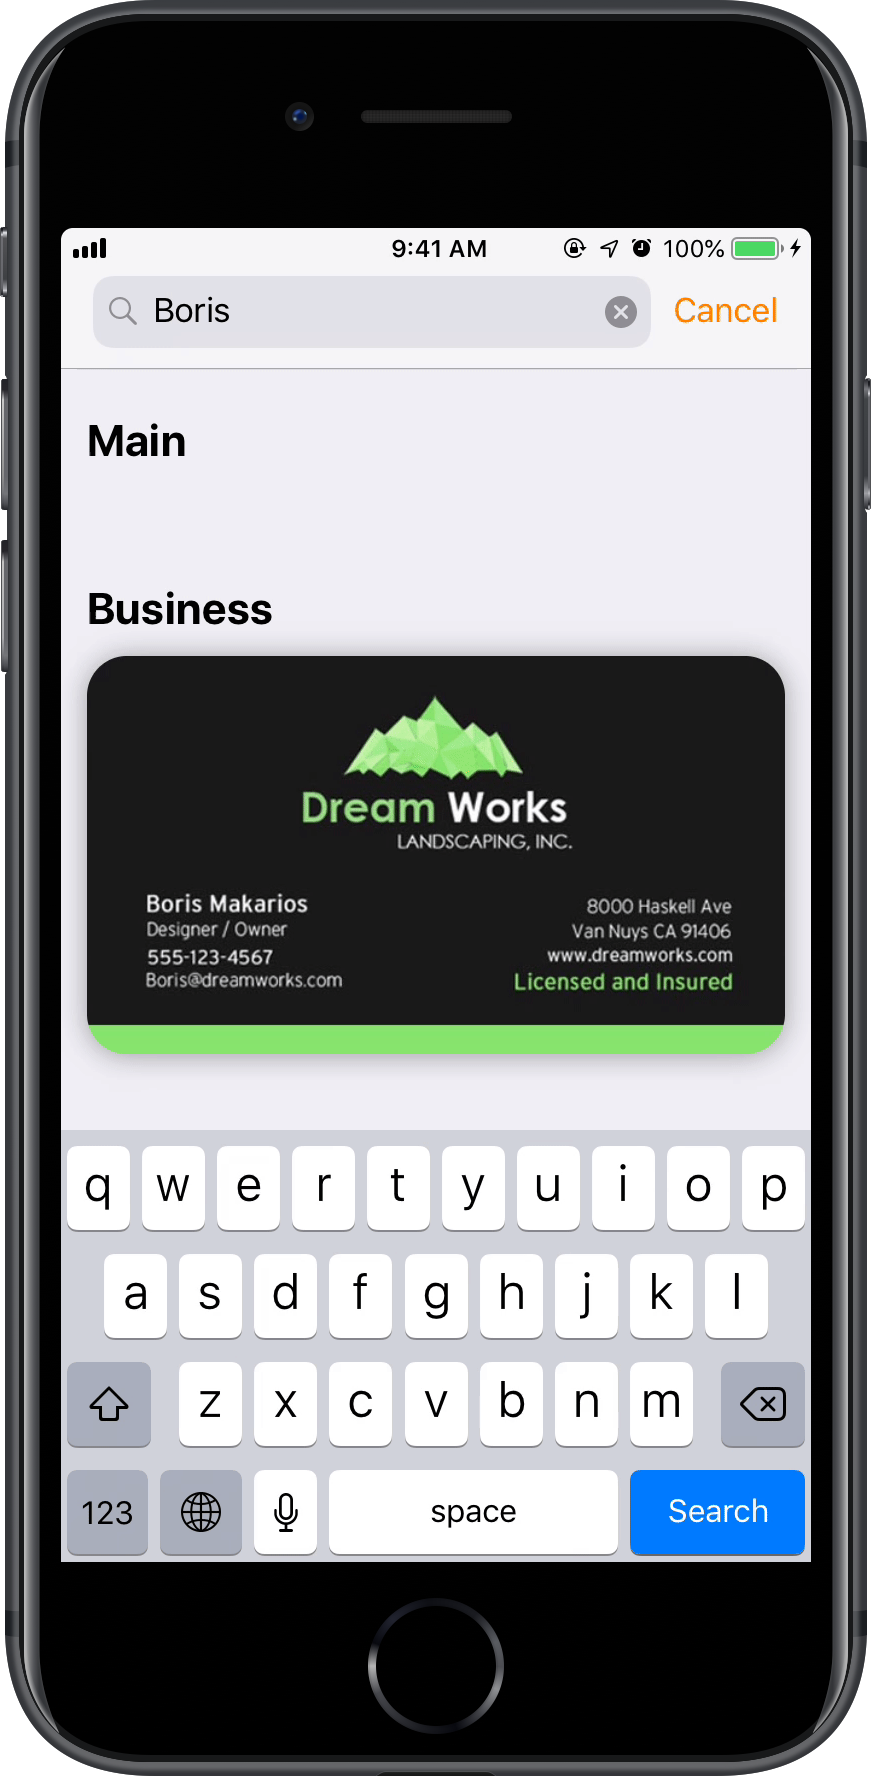 9:41 AM 100%
Boris Cancel
Main
Business
Dream Works
LANDSCAPING, INC.
Boris Makarios
Designer / Owner
555-123-4567
Boris@dreamworks.com
8000 Haskell Ave
Van Nuys CA 91406
www.dreamworks.com
Licensed and Insured
q w e r t y u i o p
a s d f g h j k l
z x c v b n m
123 space Search